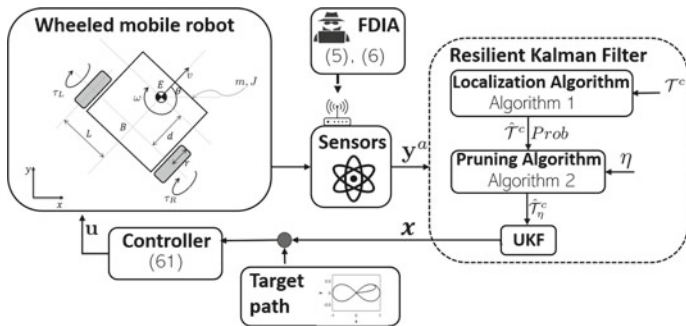 Wheeled mobile robot
τ_L
ω
E
v
θ
m, J
L
B
d
r
τ_R
y
x
FDIA
(5), (6)
Sensors
y^a
Resilient Kalman Filter
Localization Algorithm
Algorithm 1
𝒯^c
𝒯̂^c Prob
Pruning Algorithm
Algorithm 2
η
𝒯̂^c_η
UKF
x
u
Controller
(61)
Target
path